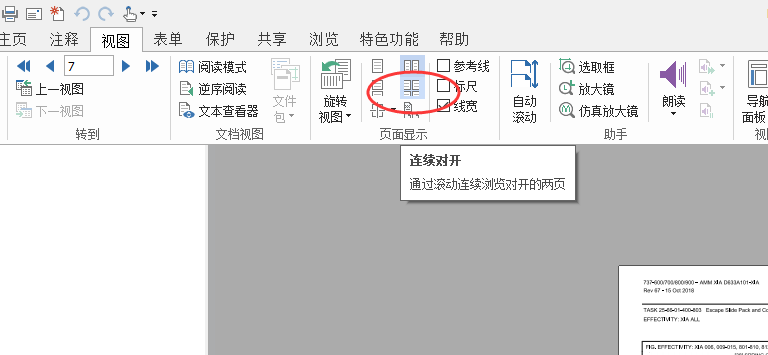 主页 注释 视图 表单 保护 共享 浏览 特色功能 帮助
7 阅读模式 参考线 选取框
上一视图 逆序阅读 文件包 旋转视图 标尺 自动滚动 放大镜 朗读 导航面板
下一视图 文本查看器 线宽 仿真放大镜
转到 文档视图 页面显示 助手
连续对开
通过滚动连续浏览对开的两页
737-600/700/800/900 – AMM XIA D633A101-XIA
Rev 67 - 15 Oct 2018
TASK 25-66-01-400-803 Escape Slide Pack and
EFFECTIVITY: XIA ALL
FIG. EFFECTIVITY: XIA 006, 009-015, 801-810,